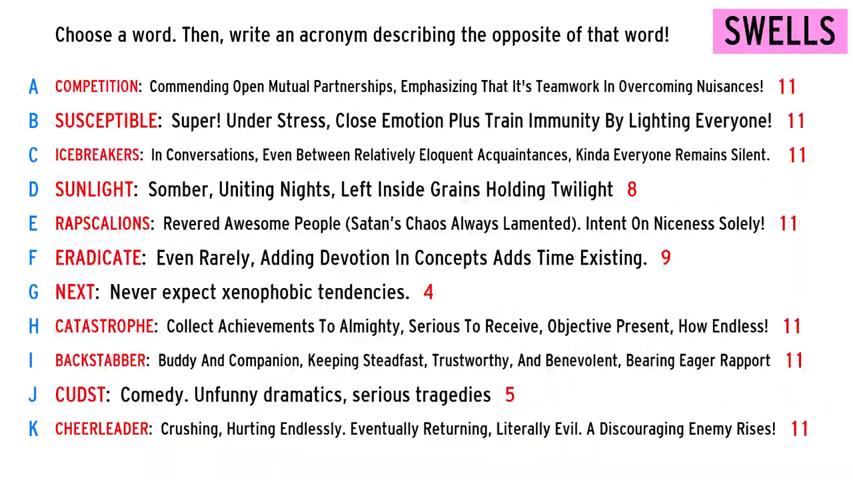 Choose a word. Then, write an acronym describing the opposite of that word!
SWELLS
A COMPETITION: Commending Open Mutual Partnerships, Emphasizing That It's Teamwork In Overcoming Nuisances! 11
B SUSCEPTIBLE: Super! Under Stress, Close Emotion Plus Train Immunity By Lighting Everyone! 11
C ICEBREAKERS: In Conversations, Even Between Relatively Eloquent Acquaintances, Kinda Everyone Remains Silent. 11
D SUNLIGHT: Somber, Uniting Nights, Left Inside Grains Holding Twilight 8
E RAPSCALIONS: Revered Awesome People (Satan's Chaos Always Lamented). Intent On Niceness Solely! 11
F ERADICATE: Even Rarely, Adding Devotion In Concepts Adds Time Existing. 9
G NEXT: Never expect xenophobic tendencies. 4
H CATASTROPHE: Collect Achievements To Almighty, Serious To Receive, Objective Present, How Endless! 11
I BACKSTABBER: Buddy And Companion, Keeping Steadfast, Trustworthy, And Benevolent, Bearing Eager Rapport 11
J CUDST: Comedy. Unfunny dramatics, serious tragedies 5
K CHEERLEADER: Crushing, Hurting Endlessly. Eventually Returning, Literally Evil. A Discouraging Enemy Rises! 11